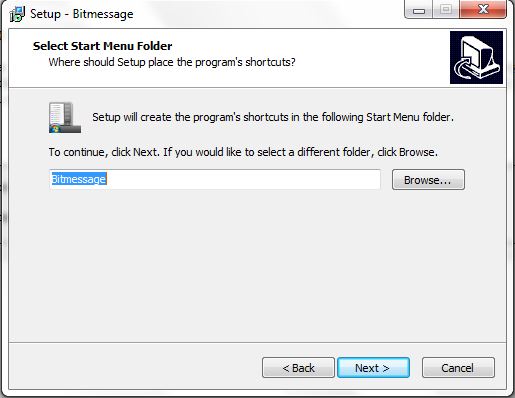 Setup - Bitmessage
Select Start Menu Folder
Where should Setup place the program's shortcuts?
Setup will create the program's shortcuts in the following Start Menu folder.
To continue, click Next. If you would like to select a different folder, click Browse.
Bitmessage
Browse...
< Back
Next >
Cancel